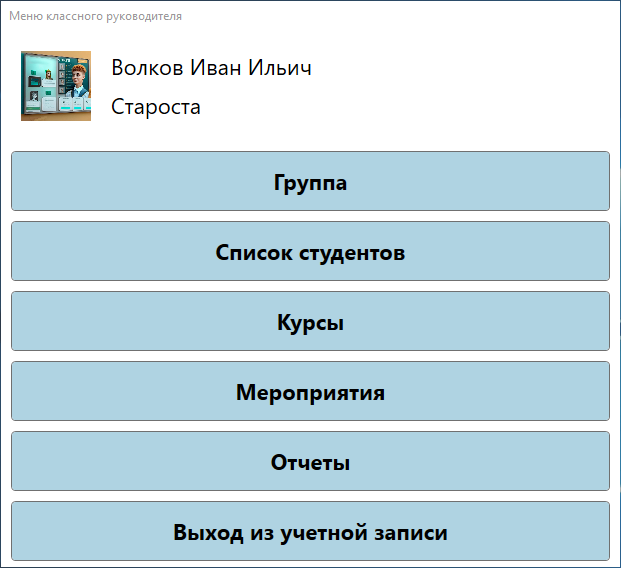 Меню классного руководителя
Волков Иван Ильич
Староста
Группа
Список студентов
Курсы
Мероприятия
Отчеты
Выход из учетной записи